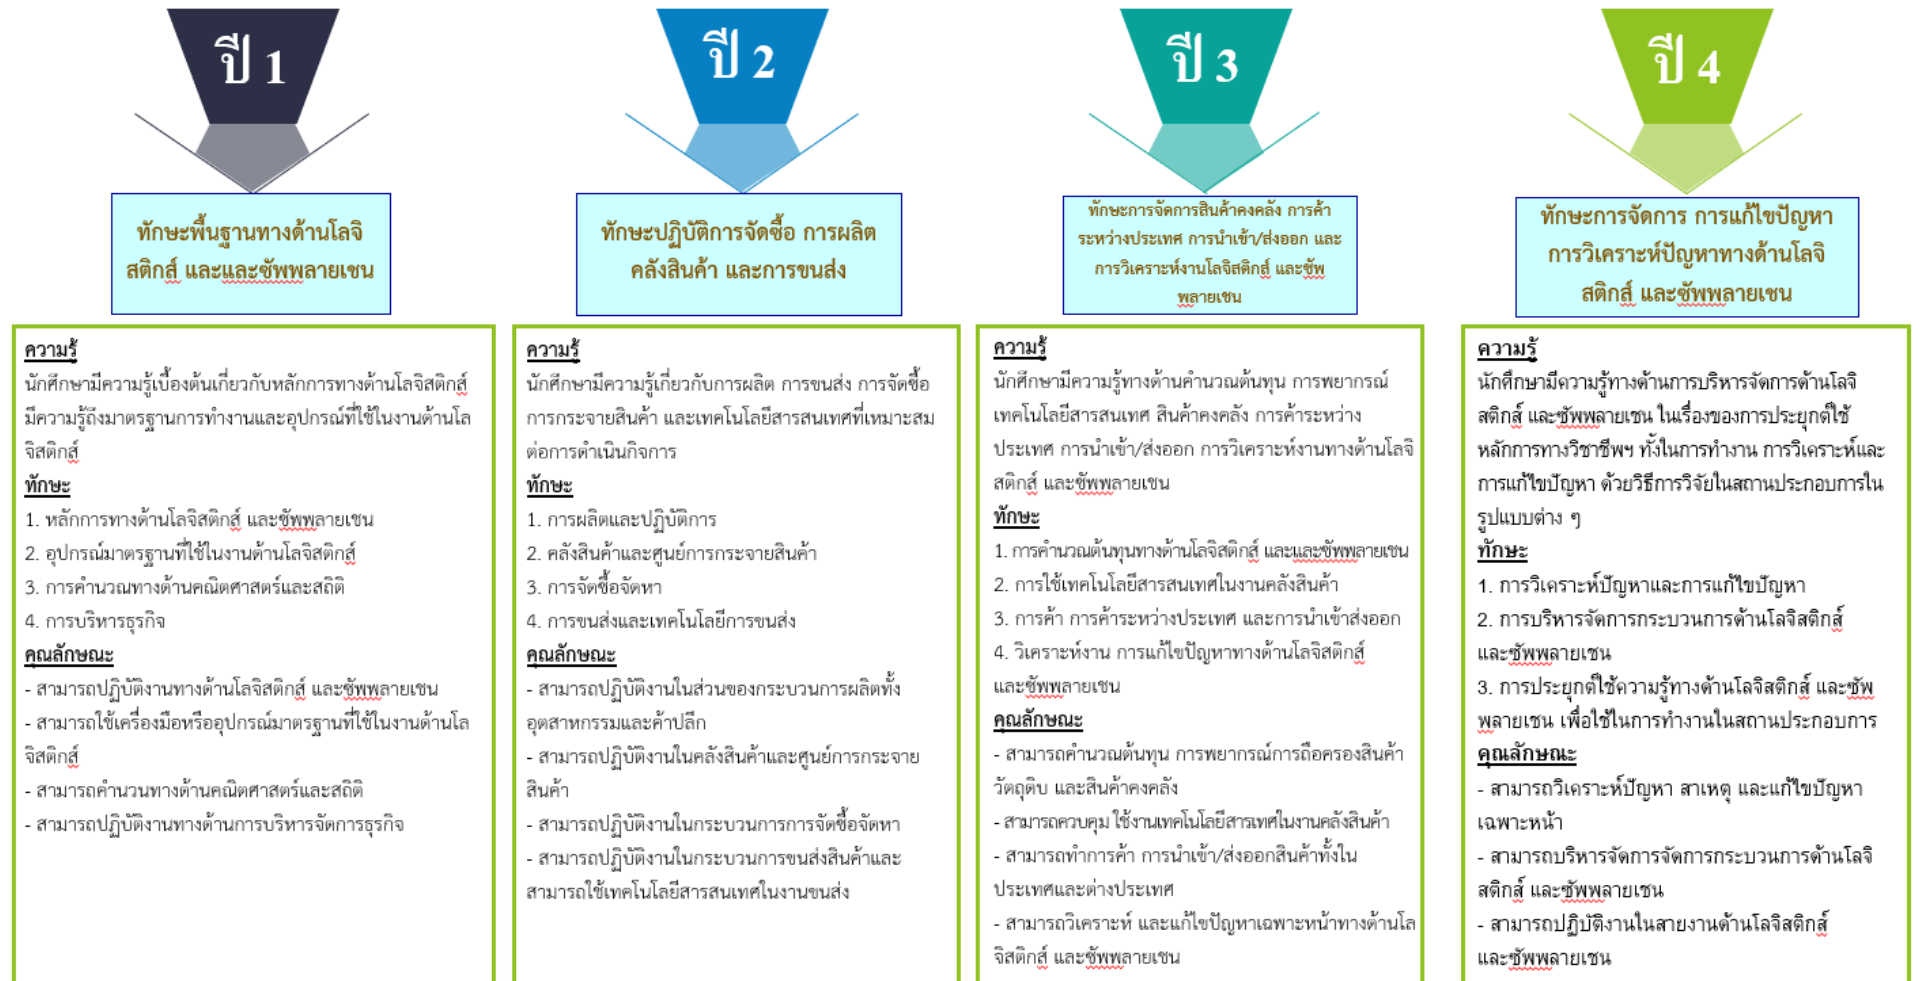 ปี 1
ทักษะพื้นฐานทางด้านโลจิ
สติกส์ และและซัพพลายเชน
ความรู้
นักศึกษามีความรู้เบื้องต้นเกี่ยวกับหลักการทางด้านโลจิสติกส์
มีความรู้ถึงมาตรฐานการทำงานและอุปกรณ์ที่ใช้ในงานด้านโล
จิสติกส์
ทักษะ
1. หลักการทางด้านโลจิสติกส์ และซัพพลายเชน
2. อุปกรณ์มาตรฐานที่ใช้ในงานด้านโลจิสติกส์
3. การคำนวณทางด้านคณิตศาสตร์และสถิติ
4. การบริหารธุรกิจ
คุณลักษณะ
- สามารถปฏิบัติงานทางด้านโลจิสติกส์ และซัพพลายเชน
- สามารถใช้เครื่องมือหรืออุปกรณ์มาตรฐานที่ใช้ในงานด้านโล
จิสติกส์
- สามารถคำนวนทางด้านคณิตศาสตร์และสถิติ
- สามารถปฏิบัติงานทางด้านการบริหารจัดการธุรกิจ
ปี 2
ทักษะปฏิบัติการจัดซื้อ การผลิต
คลังสินค้า และการขนส่ง
ความรู้
นักศึกษามีความรู้เกี่ยวกับการผลิต การขนส่ง การจัดซื้อ
การกระจายสินค้า และเทคโนโลยีสารสนเทศที่เหมาะสม
ต่อการดำเนินกิจการ
ทักษะ
1. การผลิตและปฏิบัติการ
2. คลังสินค้าและศูนย์การกระจายสินค้า
3. การจัดซื้อจัดหา
4. การขนส่งและเทคโนโลยีการขนส่ง
คุณลักษณะ
- สามารถปฏิบัติงานในส่วนของกระบวนการผลิตทั้ง
อุตสาหกรรมและค้าปลีก
- สามารถปฏิบัติงานในคลังสินค้าและศูนย์การกระจาย
สินค้า
- สามารถปฏิบัติงานในกระบวนการการจัดซื้อจัดหา
- สามารถปฏิบัติงานในกระบวนการขนส่งสินค้าและ
สามารถใช้เทคโนโลยีสารสนเทศในงานขนส่ง
ปี 3
ทักษะการจัดการสินค้าคงคลัง การค้า
ระหว่างประเทศ การนำเข้า/ส่งออก และ
การวิเคราะห์งานโลจิสติกส์ และซัพ
พลายเชน
ความรู้
นักศึกษามีความรู้ทางด้านคำนวณต้นทุน การพยากรณ์
เทคโนโลยีสารสนเทศ สินค้าคงคลัง การค้าระหว่าง
ประเทศ การนำเข้า/ส่งออก การวิเคราะห์งานทางด้านโลจิ
สติกส์ และซัพพลายเชน
ทักษะ
1. การคำนวณต้นทุนทางด้านโลจิสติกส์ และและซัพพลายเชน
2. การใช้เทคโนโลยีสารสนเทศในงานคลังสินค้า
3. การค้า การค้าระหว่างประเทศ และการนำเข้าส่งออก
4. วิเคราะห์งาน การแก้ไขปัญหาทางด้านโลจิสติกส์
และซัพพลายเชน
คุณลักษณะ
- สามารถคำนวณต้นทุน การพยากรณ์การถือครองสินค้า
วัตถุดิบ และสินค้าคงคลัง
- สามารถควบคุม ใช้งานเทคโนโลยีสารเทศในงานคลังสินค้า
- สามารถทำการค้า การนำเข้า/ส่งออกสินค้าทั้งใน
ประเทศและต่างประเทศ
- สามารถวิเคราะห์ และแก้ไขปัญหาเฉพาะหน้าทางด้านโล
จิสติกส์ และซัพพลายเชน
ปี 4
ทักษะการจัดการ การแก้ไขปัญหา
การวิเคราะห์ปัญหาทางด้านโลจิ
สติกส์ และซัพพลายเชน
ความรู้
นักศึกษามีความรู้ทางด้านการบริหารจัดการด้านโลจิ
สติกส์ และซัพพลายเชน ในเรื่องของการประยุกต์ใช้
หลักการทางวิชาชีพฯ ทั้งในการทำงาน การวิเคราะห์และ
การแก้ไขปัญหา ด้วยวิธีการวิจัยในสถานประกอบการใน
รูปแบบต่าง ๆ
ทักษะ
1. การวิเคราะห์ปัญหาและการแก้ไขปัญหา
2. การบริหารจัดการกระบวนการด้านโลจิสติกส์
และซัพพลายเชน
3. การประยุกต์ใช้ความรู้ทางด้านโลจิสติกส์ และซัพ
พลายเชน เพื่อใช้ในการทำงานในสถานประกอบการ
คุณลักษณะ
- สามารถวิเคราะห์ปัญหา สาเหตุ และแก้ไขปัญหา
เฉพาะหน้า
- สามารถบริหารจัดการจัดการกระบวนการด้านโลจิ
สติกส์ และซัพพลายเชน
- สามารถปฏิบัติงานในสายงานด้านโลจิสติกส์
และซัพพลายเชน